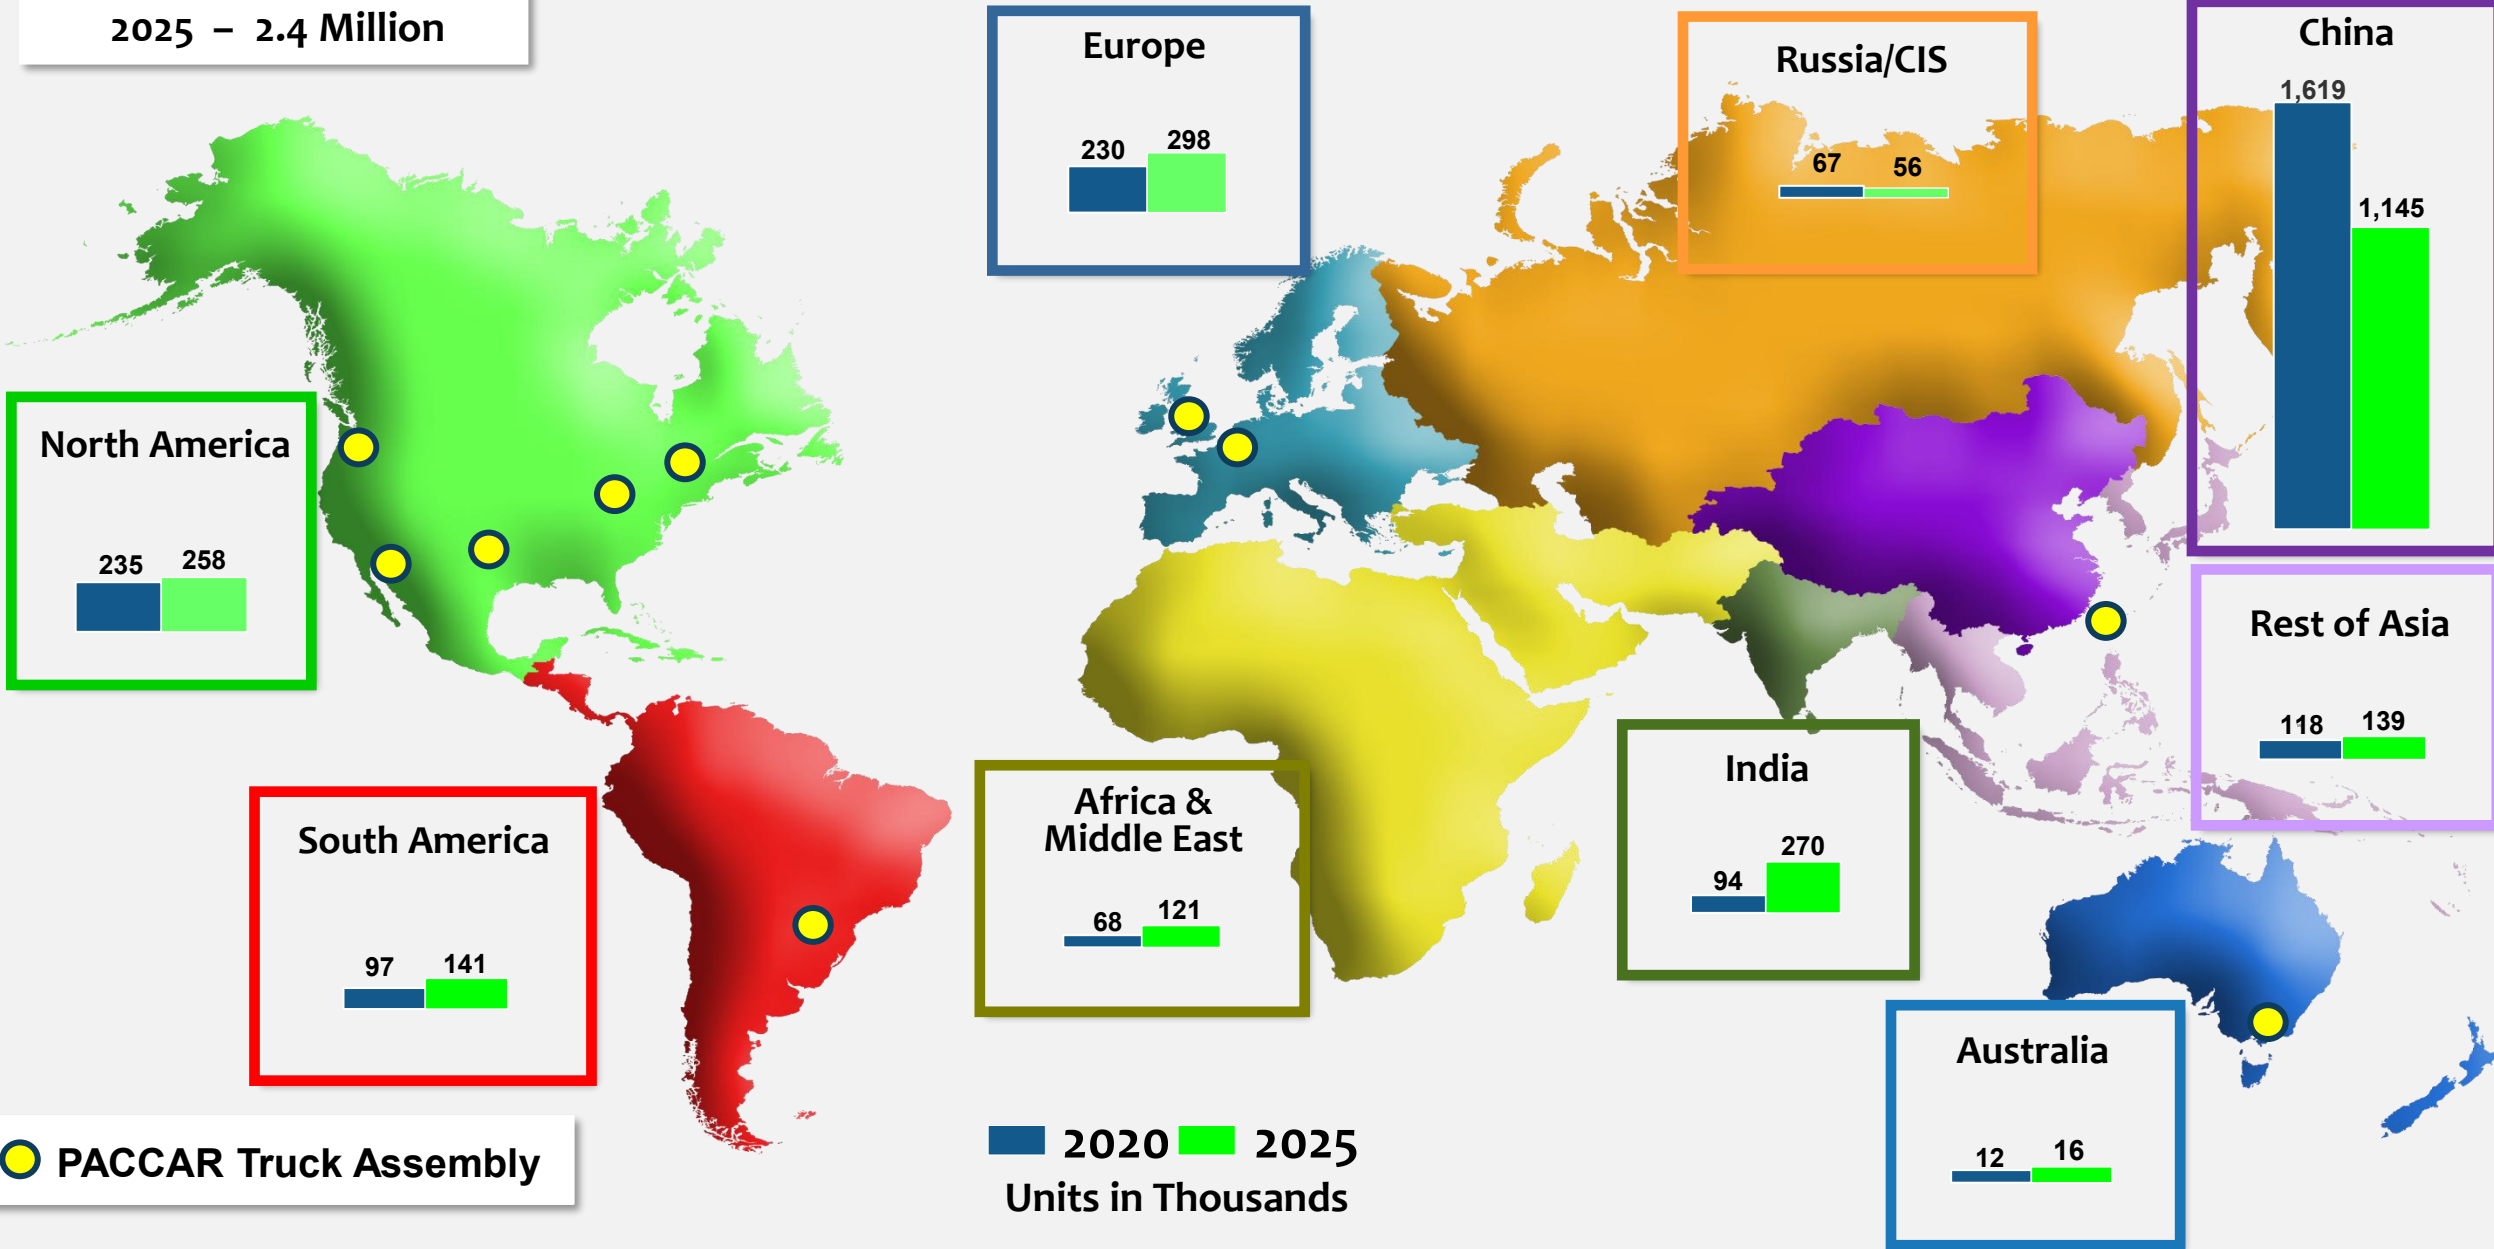 2025 – 2.4 Million
Europe
230 298
Russia/CIS
67 56
China
1,619
1,145
North America
235 258
Rest of Asia
118 139
South America
97 141
Africa &
Middle East
68 121
India
94 270
Australia
12 16
PACCAR Truck Assembly
2020 2025
Units in Thousands